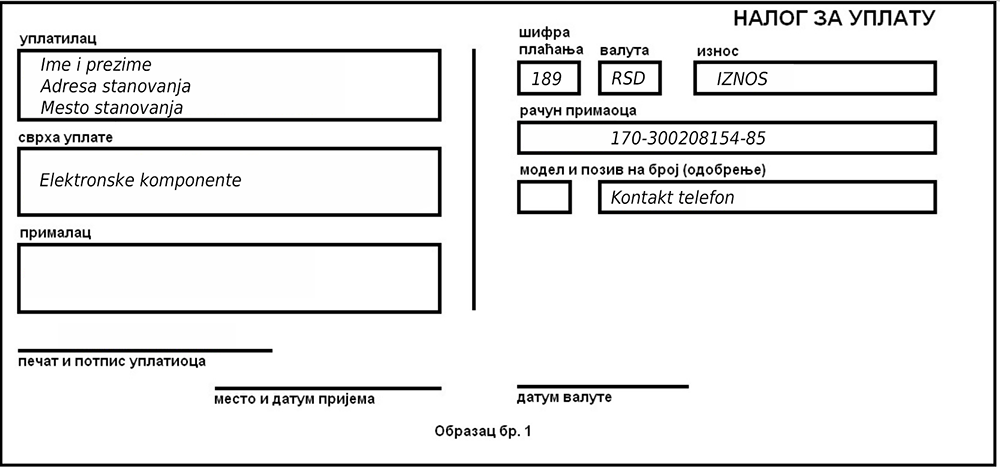 НАЛОГ ЗА УПЛАТУ
уплатилац
Ime i prezime
Adresa stanovanja
Mesto stanovanja
сврха уплате
Elektronske komponente
прималац
печат и потпис уплатиоца
место и датум пријема
шифра
плаћања
валута
износ
189
RSD
IZNOS
рачун примаоца
170-300208154-85
модел и позив на број (одобрење)
Kontakt telefon
датум валуте
Образац бр. 1